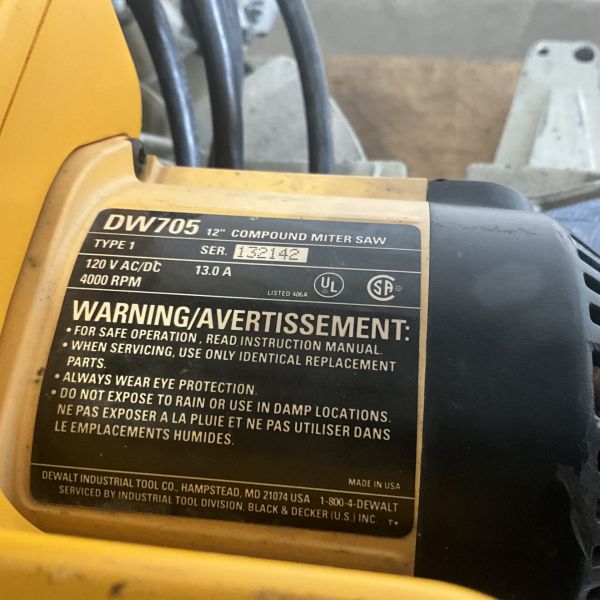 DW705 12" COMPOUND MITER SAW
TYPE 1 SER. 132142
120 V AC/DC 13.0 A
4000 RPM
LISTED 406A
UL
SA
WARNING/AVERTISSEMENT:
• FOR SAFE OPERATION, READ INSTRUCTION MANUAL.
• WHEN SERVICING, USE ONLY IDENTICAL REPLACEMENT
PARTS.
• ALWAYS WEAR EYE PROTECTION.
• DO NOT EXPOSE TO RAIN OR USE IN DAMP LOCATIONS.
NE PAS EXPOSER A LA PLUIE ET NE PAS UTILISER DANS
LE EMPLACEMENTS HUMIDES.
MADE IN USA
DEWALT INDUSTRIAL TOOL CO., HAMPSTEAD, MD 21074 USA 1-800-4-DEWALT
SERVICED BY INDUSTRIAL TOOL DIVISION, BLACK & DECKER (U.S.) INC.